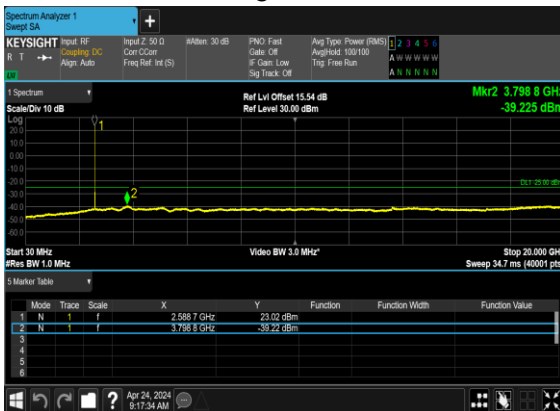 Spectrum Analyzer 1
Swept SA
KEYSIGHT Input: RF Input Z: 50 Ω #Atten: 30 dB PNO: Fast Avg Type: Power (RMS) 1 2 3 4 5 6
R T Coupling: DC Corr CCorr Gate: Off Avg|Hold: 100/100 A W W W W W
Align: Auto Freq Ref: Int (S) IF Gain: Low Trig: Free Run
LV Sig Track: Off A N N N N N
1 Spectrum Ref Lvl Offset 15.54 dB Mkr2 3.798 8 GHz
Scale/Div 10 dB Ref Level 30.00 dBm -39.225 dBm
Log
20.0
10.0
0.00
-10.0
-20.0
-30.0
-40.0
-50.0
-60.0
1
2
DL1 -25.00 dBm
Start 30 MHz Video BW 3.0 MHz* Stop 20.000 GHz
#Res BW 1.0 MHz Sweep 34.7 ms (40001 pts
5 Marker Table
Mode Trace Scale X Y Function Function Width Function Value
1 N 1 f 2.588 7 GHz 23.02 dBm
2 N 1 f 3.798 8 GHz -39.22 dBm
3
4
5
6
? Apr 24, 2024
9:17:34 AM